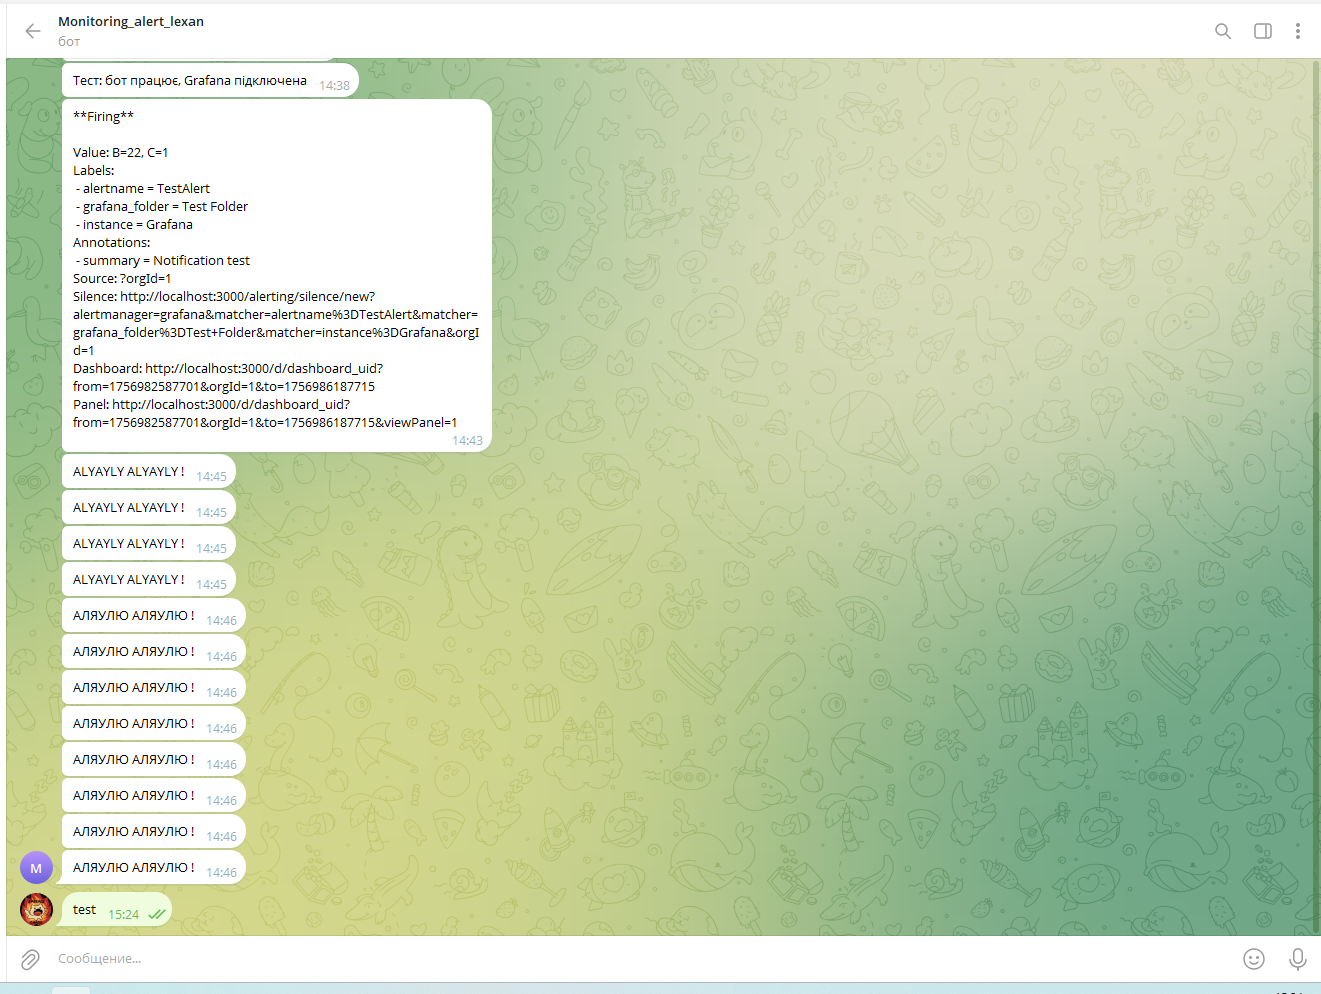 Monitoring_alert_lexan
бот
Тест: бот працює, Grafana підключена 14:38
**Firing**
Value: B=22, C=1
Labels:
- alertname = TestAlert
- grafana_folder = Test Folder
- instance = Grafana
Annotations:
- summary = Notification test
Source: ?orgId=1
Silence: http://localhost:3000/alerting/silence/new?
alertmanager=grafana&matcher=alertname%3DTestAlert&matcher=
grafana_folder%3DTest+Folder&matcher=instance%3DGrafana&orgI
d=1
Dashboard: http://localhost:3000/d/dashboard_uid?
from=1756982587701&orgId=1&to=1756986187715
Panel: http://localhost:3000/d/dashboard_uid?
from=1756982587701&orgId=1&to=1756986187715&viewPanel=1
14:43
ALYAYLY ALYAYLY ! 14:45
ALYAYLY ALYAYLY ! 14:45
ALYAYLY ALYAYLY ! 14:45
ALYAYLY ALYAYLY ! 14:45
АЛЯУЛЮ АЛЯУЛЮ ! 14:46
АЛЯУЛЮ АЛЯУЛЮ ! 14:46
АЛЯУЛЮ АЛЯУЛЮ ! 14:46
АЛЯУЛЮ АЛЯУЛЮ ! 14:46
АЛЯУЛЮ АЛЯУЛЮ ! 14:46
АЛЯУЛЮ АЛЯУЛЮ ! 14:46
АЛЯУЛЮ АЛЯУЛЮ ! 14:46
M
АЛЯУЛЮ АЛЯУЛЮ ! 14:46
test 15:24
Сообщение...